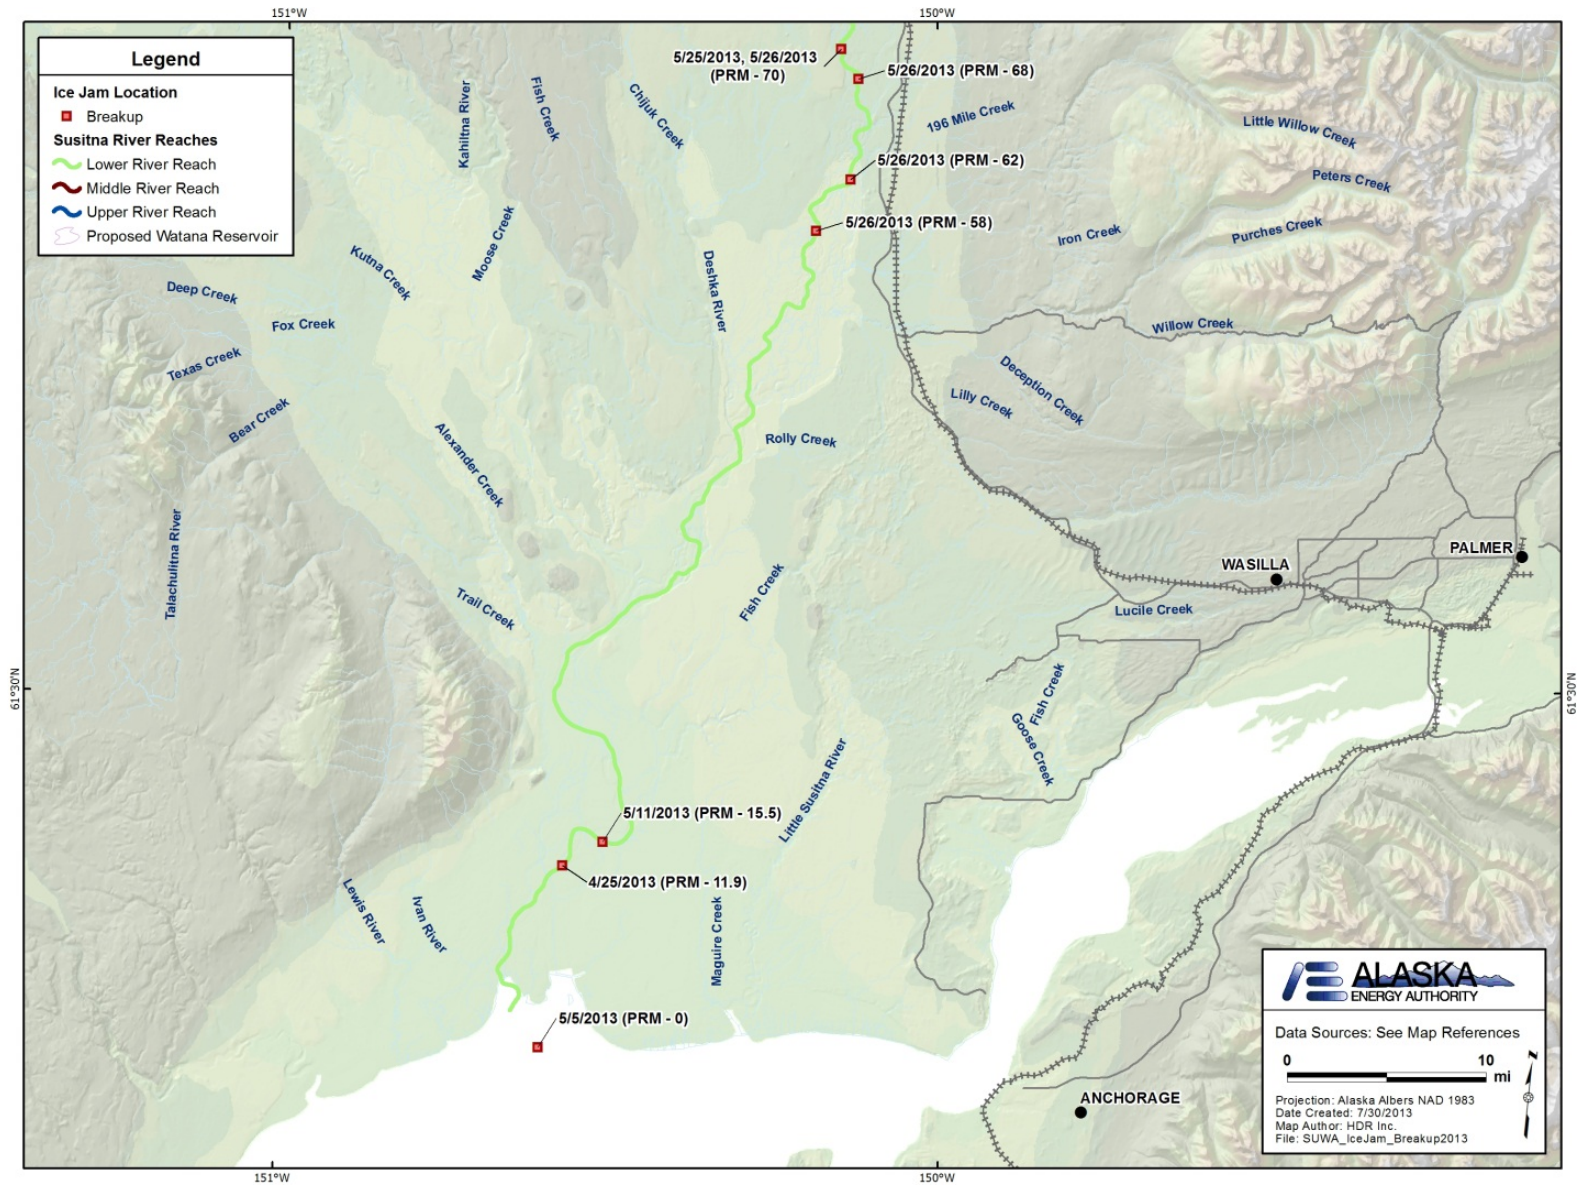 151°W
150°W
Legend
Ice Jam Location
Breakup
Susitna River Reaches
Lower River Reach
Middle River Reach
Upper River Reach
Proposed Watana Reservoir
5/25/2013, 5/26/2013
(PRM - 70)
5/26/2013 (PRM - 68)
Kahiltna River
Fish Creek
Chijuk Creek
196 Mile Creek
Little Willow Creek
5/26/2013 (PRM - 62)
Peters Creek
5/26/2013 (PRM - 58)
Iron Creek
Purches Creek
Moose Creek
Kutna Creek
Deshka River
Deep Creek
Fox Creek
Willow Creek
Texas Creek
Deception Creek
Lilly Creek
Bear Creek
Rolly Creek
Alexander Creek
Talachulitna River
WASILLA
PALMER
Trail Creek
Fish Creek
Lucile Creek
61°30'N
61°30'N
Fish Creek
Goose Creek
Little Susitna River
5/11/2013 (PRM - 15.5)
4/25/2013 (PRM - 11.9)
Lewis River
Ivan River
Maguire Creek
5/5/2013 (PRM - 0)
ANCHORAGE
ALASKA
ENERGY AUTHORITY
Data Sources: See Map References
0 10
mi
N
Projection: Alaska Albers NAD 1983
Date Created: 7/30/2013
Map Author: HDR Inc.
File: SUWA_IceJam_Breakup2013
151°W
150°W